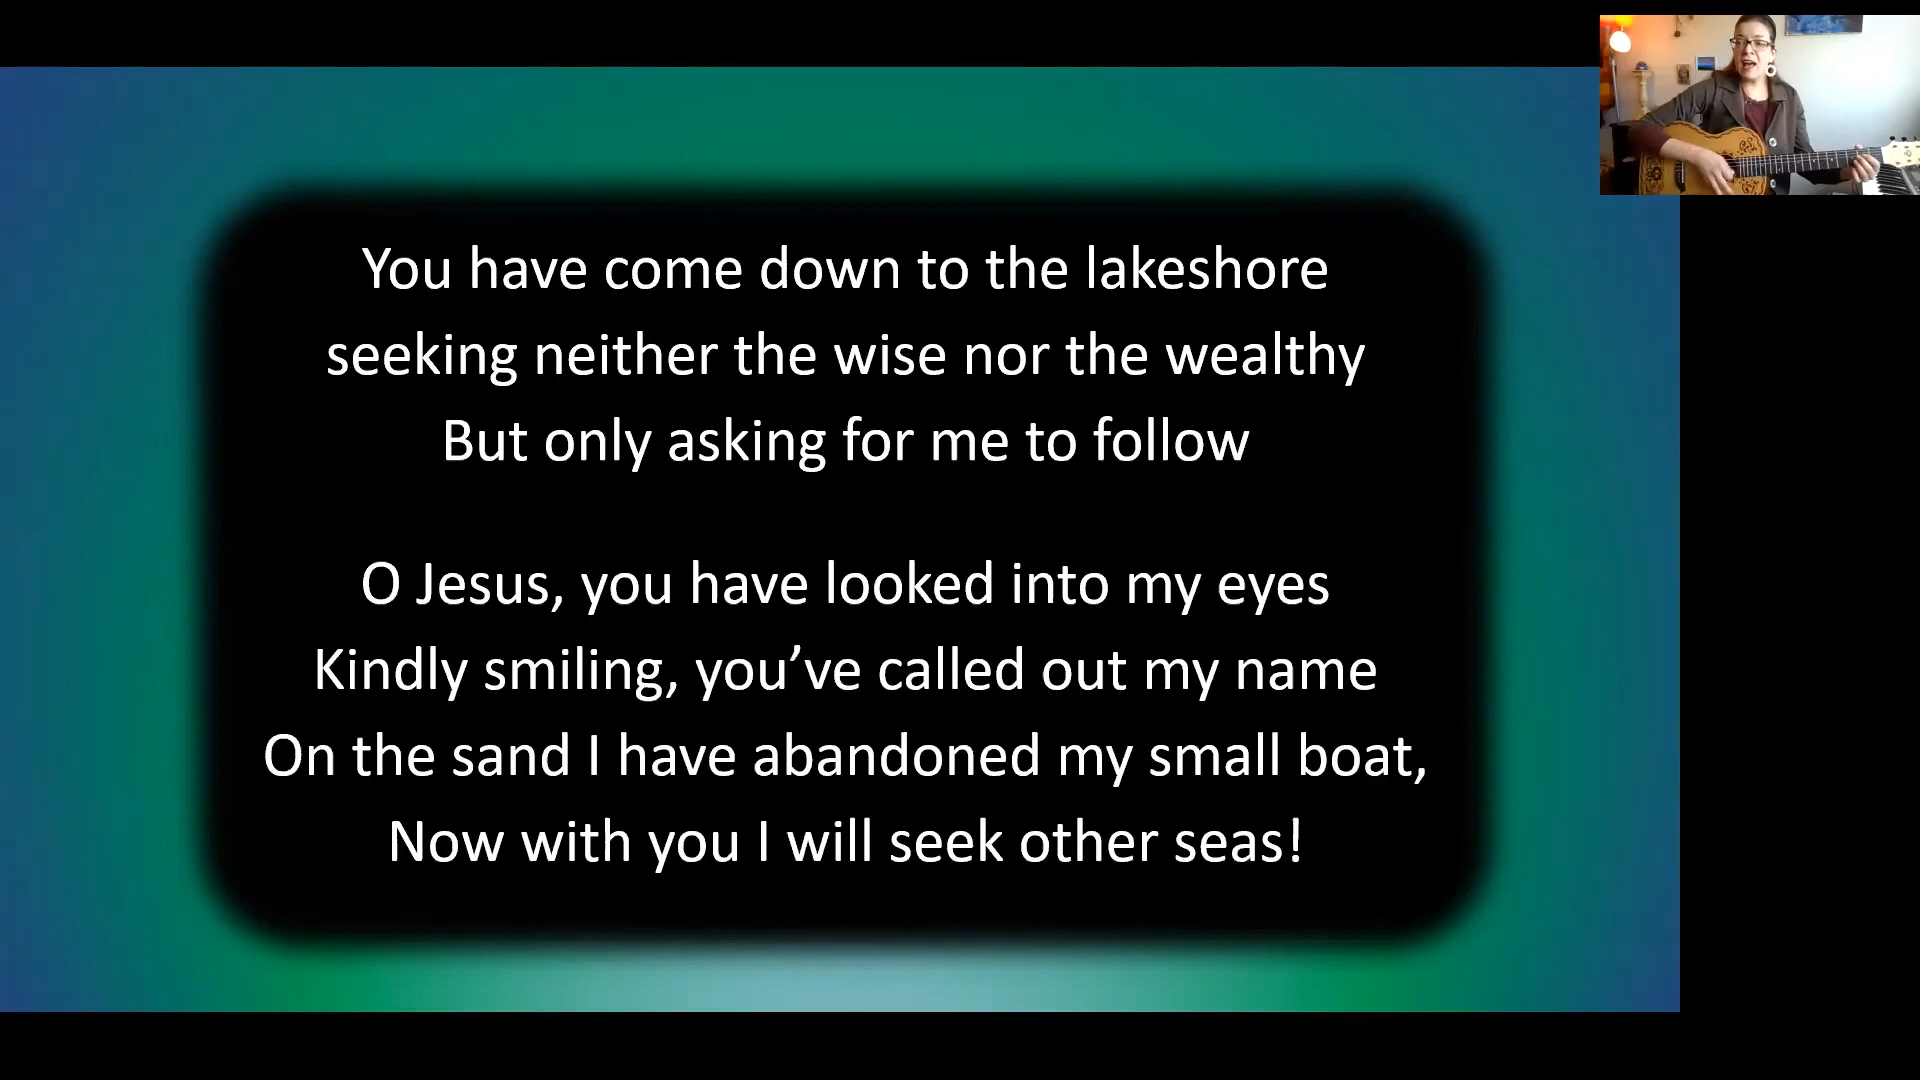 You have come down to the lakeshore
seeking neither the wise nor the wealthy
But only asking for me to follow
O Jesus, you have looked into my eyes
Kindly smiling, you’ve called out my name
On the sand I have abandoned my small boat,
Now with you I will seek other seas!